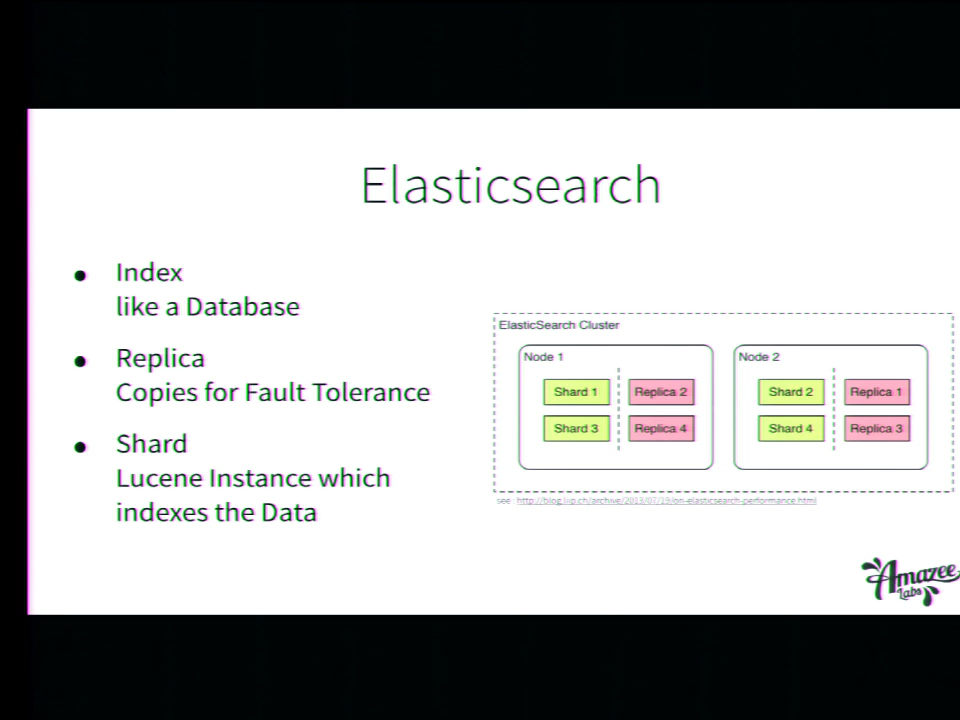 Elasticsearch
Index
like a Database
Replica
Copies for Fault Tolerance
Shard
Lucene Instance which
indexes the Data
ElasticSearch Cluster
Node 1
Shard 1
Replica 2
Shard 3
Replica 4
Node 2
Shard 2
Replica 1
Shard 4
Replica 3
see http://blog.liip.ch/archive/2013/07/19/on-elasticsearch-performance.html
Amazee
Labs